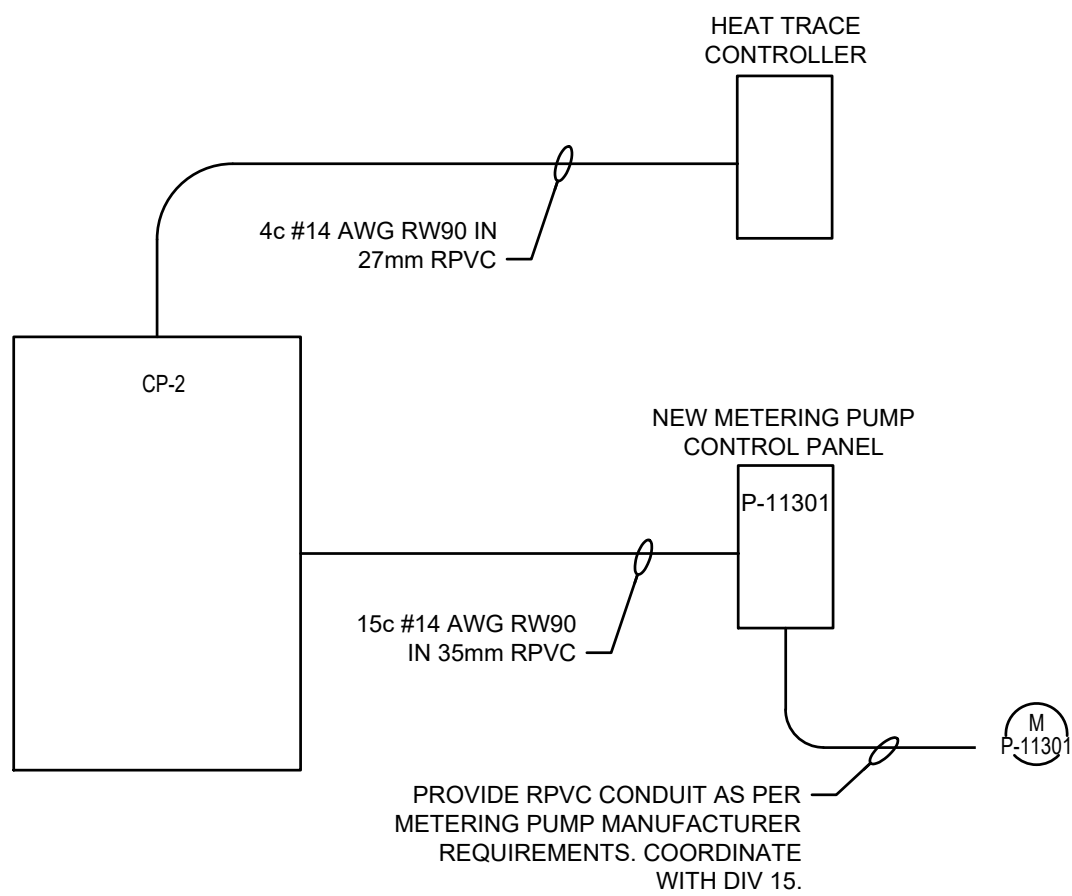 HEAT TRACE
CONTROLLER
4c #14 AWG RW90 IN
27mm RPVC
CP-2
NEW METERING PUMP
CONTROL PANEL
P-11301
15c #14 AWG RW90
IN 35mm RPVC
M
P-11301
PROVIDE RPVC CONDUIT AS PER
METERING PUMP MANUFACTURER
REQUIREMENTS. COORDINATE
WITH DIV 15.